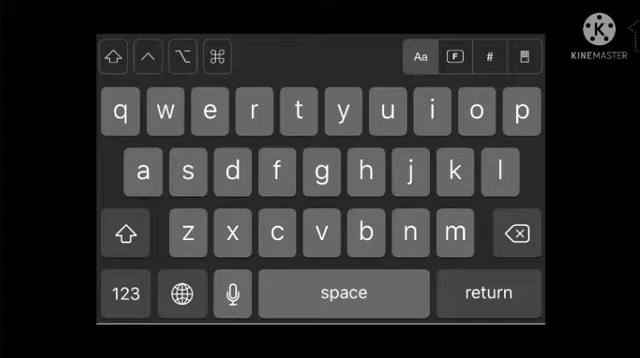 Aa F #
KINEMASTER
q w e r t y u i o p
a s d f g h j k l
z x c v b n m
123 space return